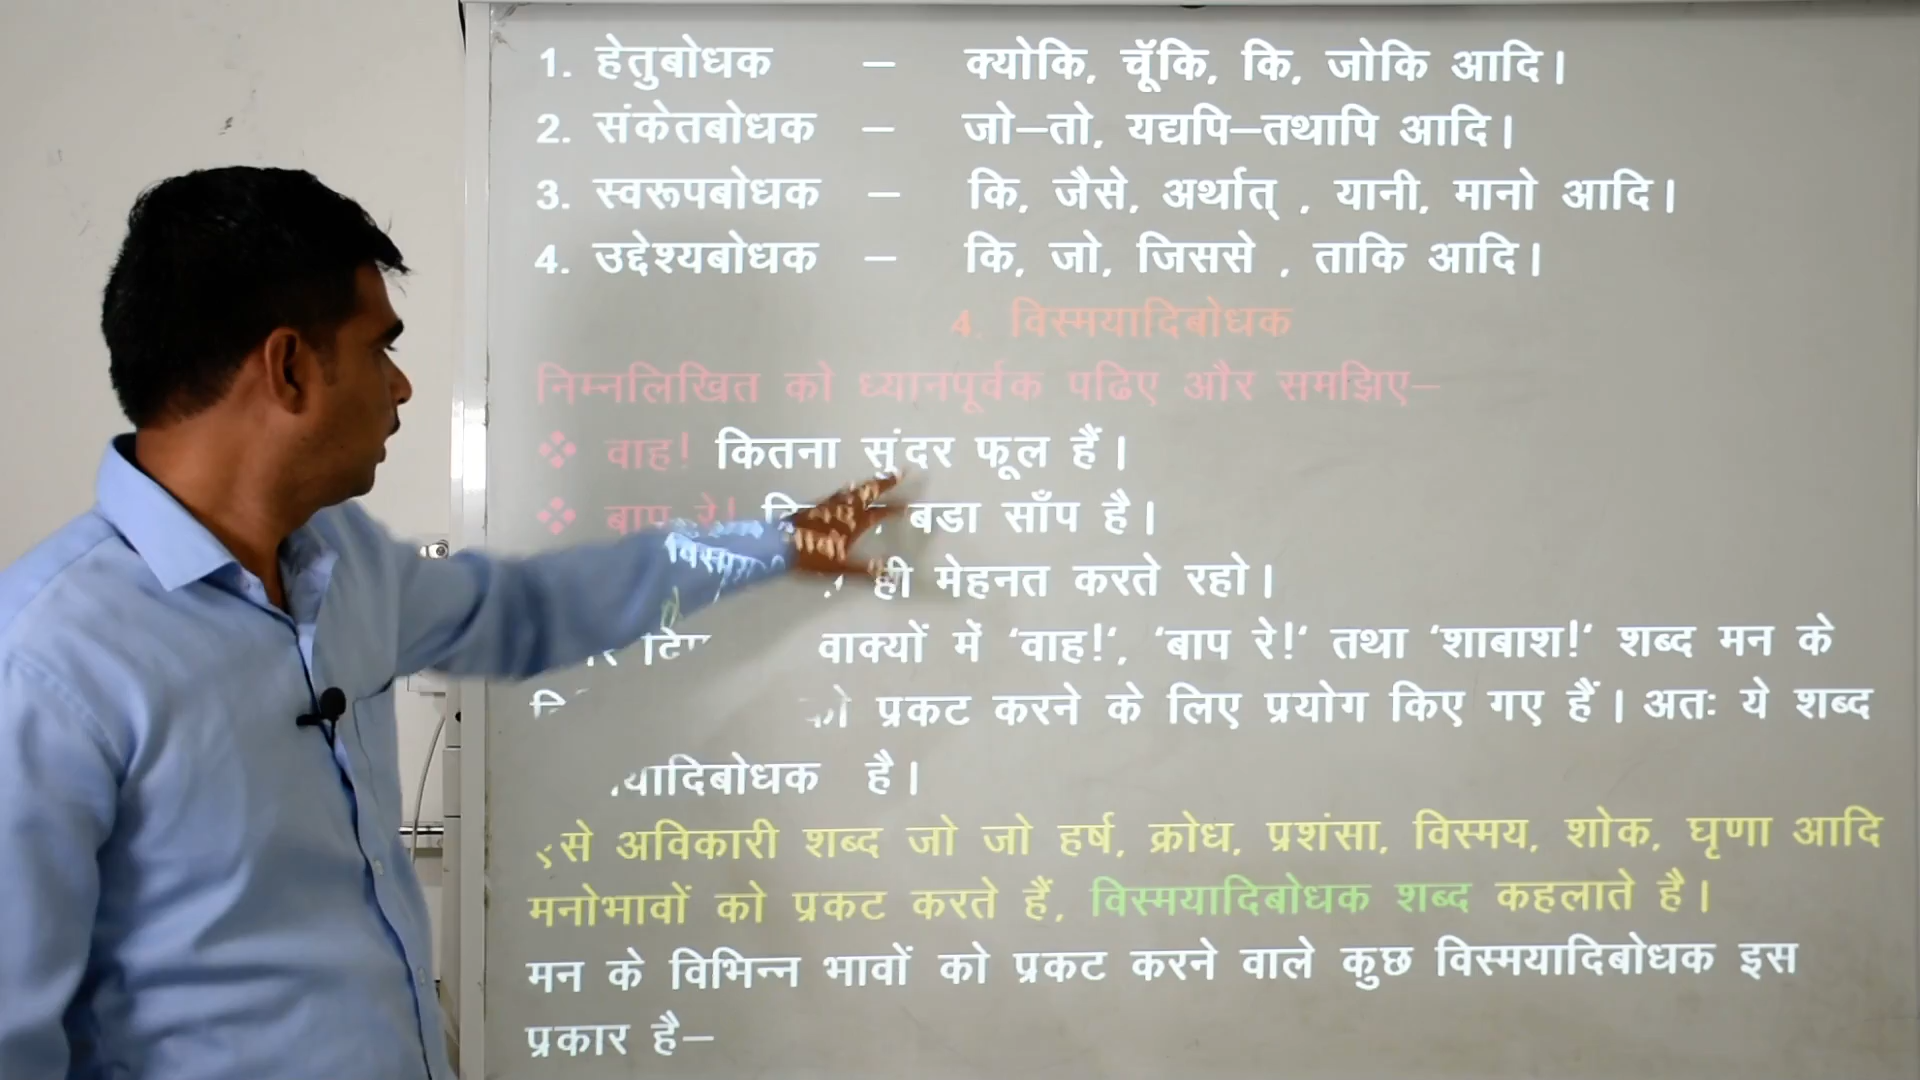 1. हेतुबोधक – क्योकि, चूॅंकि, कि, जोकि आदि।
2. संकेतबोधक – जो–तो, यद्यपि–तथापि आदि।
3. स्वरूपबोधक – कि, जैसे, अर्थात् , यानी, मानो आदि।
4. उद्देश्यबोधक – कि, जो, जिससे , ताकि आदि।
4. विस्मयादिबोधक
निम्नलिखित को ध्यानपूर्वक पढिए और समझिए–
❖ वाह! कितना सुंदर फूल हैं।
❖ बाप रे! बडा साँप है।
ही मेहनत करते रहो।
वाक्यों में ‘वाह!‘, ‘बाप रे!‘ तथा ‘शाबाश!‘ शब्द मन के
को प्रकट करने के लिए प्रयोग किए गए हैं। अतः ये शब्द
यादिबोधक है।
से अविकारी शब्द जो जो हर्ष, क्रोध, प्रशंसा, विस्मय, शोक, घृणा आदि
मनोभावों को प्रकट करते हैं, विस्मयादिबोधक शब्द कहलाते है।
मन के विभिन्न भावों को प्रकट करने वाले कुछ विस्मयादिबोधक इस
प्रकार है–